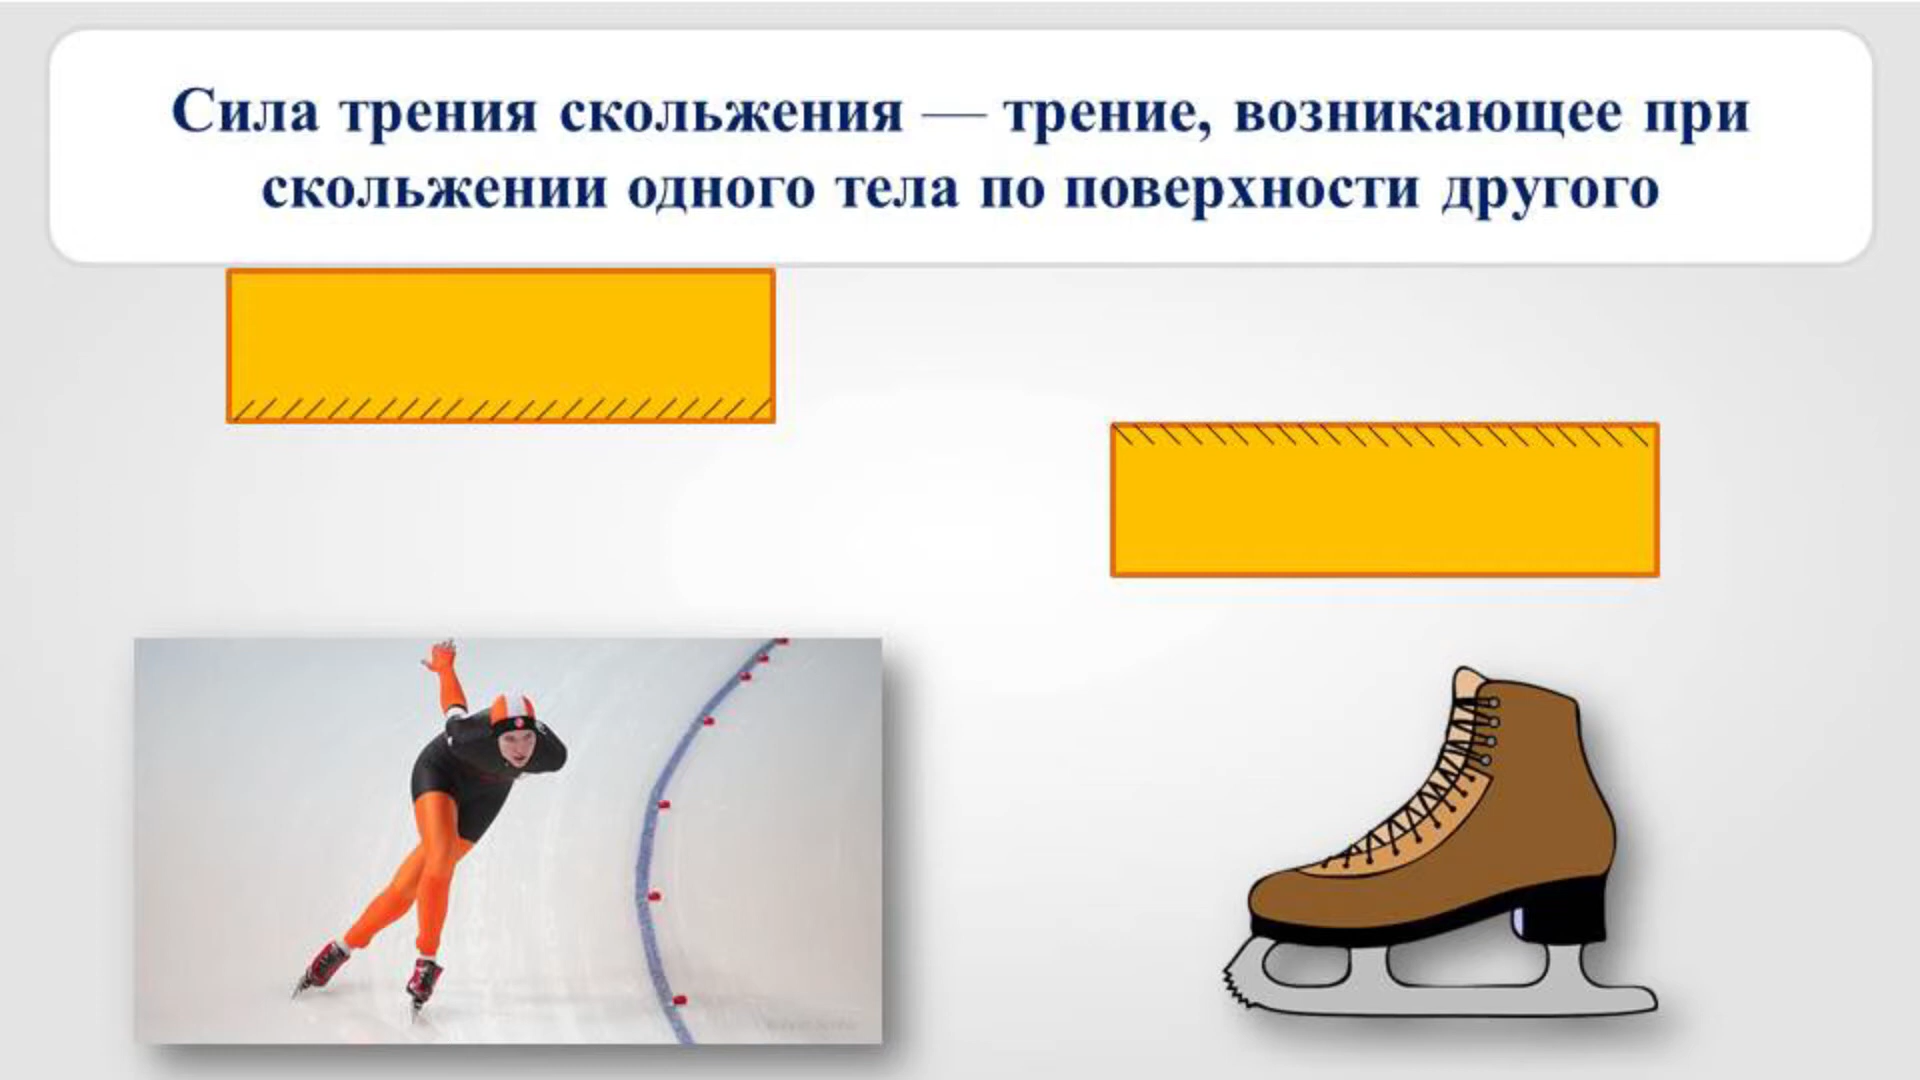 Сила трения скольжения — трение, возникающее при
скольжении одного тела по поверхности другого